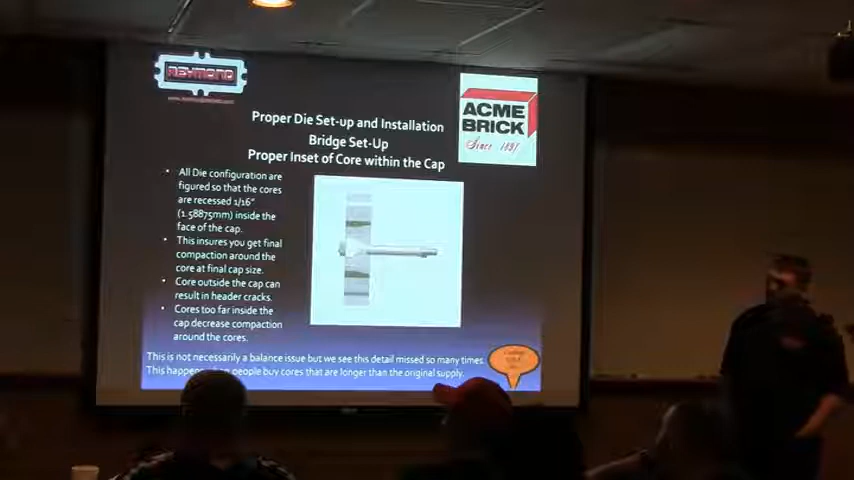 REYMOND
ACME
BRICK
Since 1891
Proper Die Set-up and Installation
Bridge Set-Up
Proper Inset of Core within the Cap
• All Die configuration are
figured so that the cores
are recessed 1/16"
(1.58875mm) inside the
face of the cap.
• This insures you get final
compaction around the
core at final cap size.
• Core outside the cap can
result in header cracks.
• Cores too far inside the
cap decrease compaction
around the cores.
This is not necessarily a balance issue but we see this detail missed so many times.
This happens when people buy cores that are longer than the original supply.